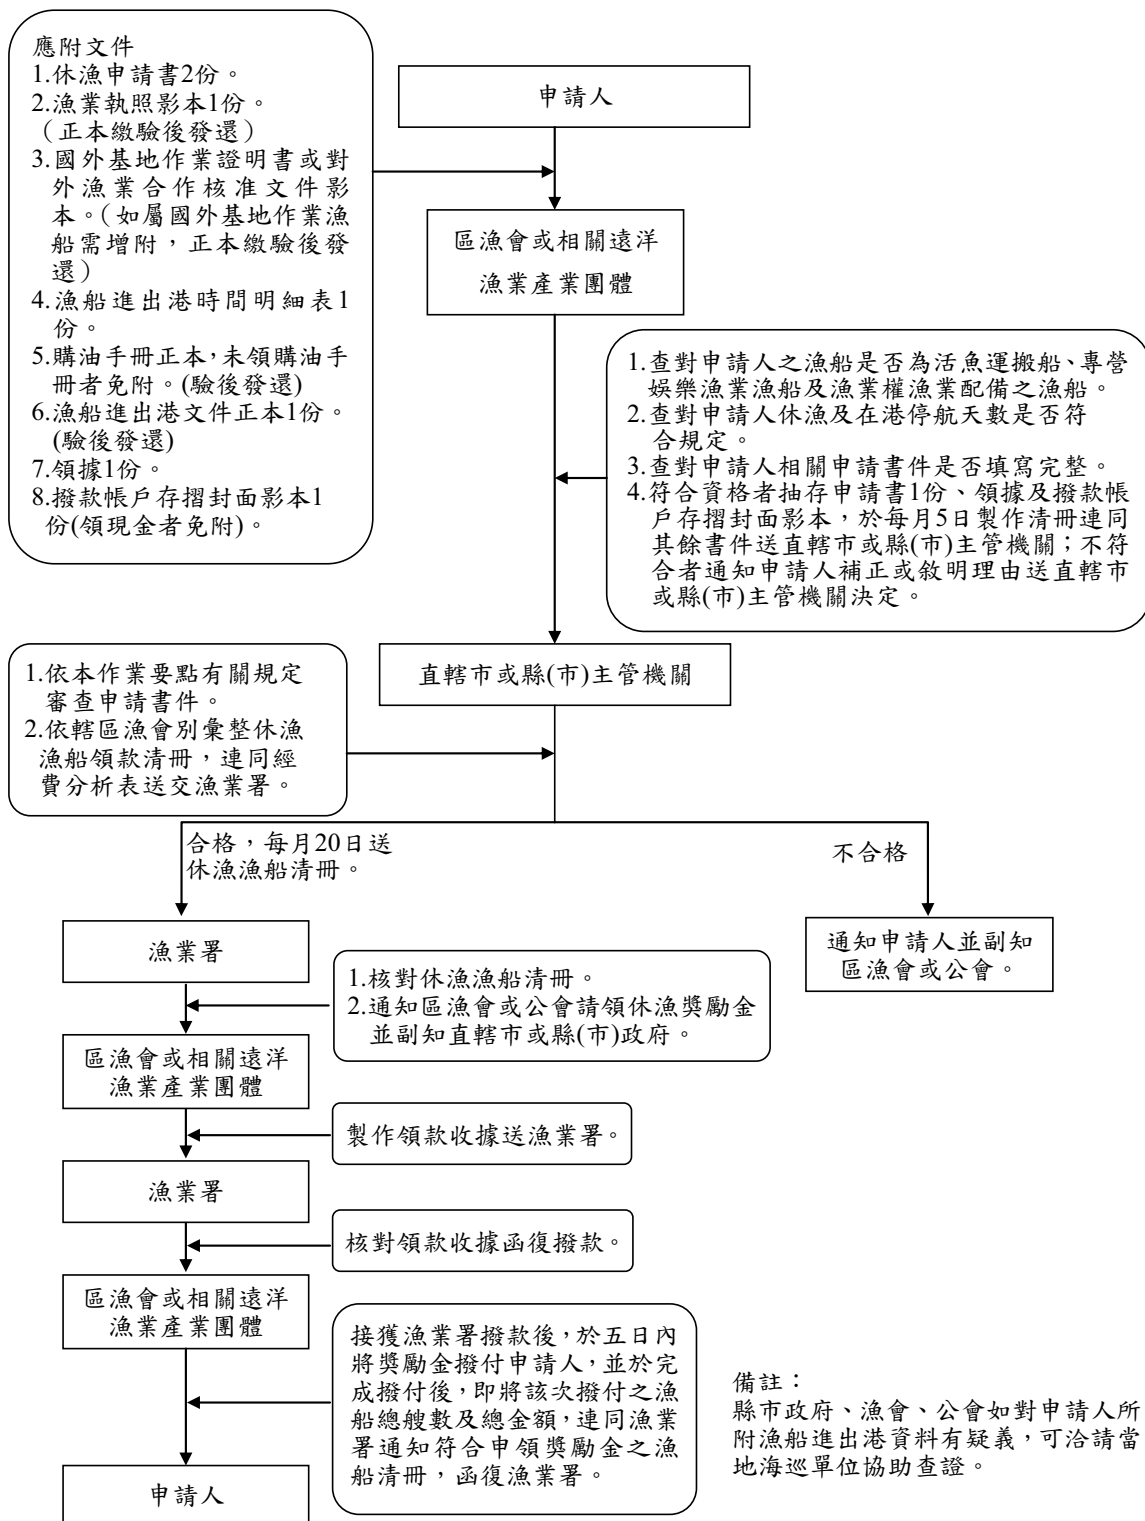 應附文件
1.休漁申請書2份。
2.漁業執照影本1份。
（正本繳驗後發還）
3.國外基地作業證明書或對
外漁業合作核准文件影
本。(如屬國外基地作業漁
船需增附，正本繳驗後發
還）
4.漁船進出港時間明細表1
份。
5.購油手冊正本，未領購油手
冊者免附。(驗後發還)
6.漁船進出港文件正本1份。
(驗後發還)
7.領據1份。
8.撥款帳戶存摺封面影本1
份(領現金者免附)。
申請人
區漁會或相關遠洋
漁業產業團體
1.查對申請人之漁船是否為活魚運搬船、專營
娛樂漁業漁船及漁業權漁業配備之漁船。
2.查對申請人休漁及在港停航天數是否符
合規定。
3.查對申請人相關申請書件是否填寫完整。
4.符合資格者抽存申請書1份、領據及撥款帳
戶存摺封面影本，於每月5日製作清冊連同
其餘書件送直轄市或縣(市)主管機關；不符
合者通知申請人補正或敘明理由送直轄市
或縣(市)主管機關決定。
直轄市或縣(市)主管機關
1.依本作業要點有關規定
審查申請書件。
2.依轄區漁會別彙整休漁
漁船領款清冊，連同經
費分析表送交漁業署。
合格，每月20日送
休漁漁船清冊。
不合格
漁業署
通知申請人並副知
區漁會或公會。
1.核對休漁漁船清冊。
2.通知區漁會或公會請領休漁獎勵金
並副知直轄市或縣(市)政府。
區漁會或相關遠洋
漁業產業團體
製作領款收據送漁業署。
漁業署
核對領款收據函復撥款。
區漁會或相關遠洋
漁業產業團體
接獲漁業署撥款後，於五日內
將獎勵金撥付申請人，並於完
成撥付後，即將該次撥付之漁
船總艘數及總金額，連同漁業
署通知符合申領獎勵金之漁
船清冊，函復漁業署。
申請人
備註：
縣市政府、漁會、公會如對申請人所
附漁船進出港資料有疑義，可洽請當
地海巡單位協助查證。